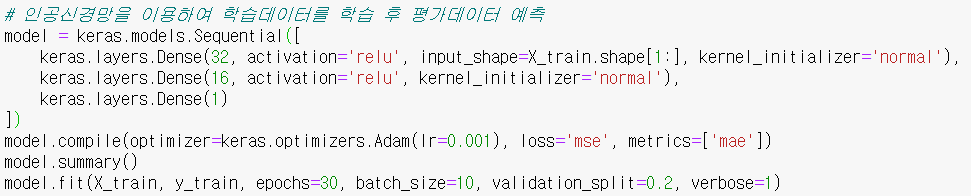 # 인공신경망을 이용하여 학습데이터를 학습 후 평가데이터 예측
model = keras.models.Sequential([
    keras.layers.Dense(32, activation='relu', input_shape=X_train.shape[1:], kernel_initializer='normal'),
    keras.layers.Dense(16, activation='relu', kernel_initializer='normal'),
    keras.layers.Dense(1)
])
model.compile(optimizer=keras.optimizers.Adam(lr=0.001), loss='mse', metrics=['mae'])
model.summary()
model.fit(X_train, y_train, epochs=30, batch_size=10, validation_split=0.2, verbose=1)